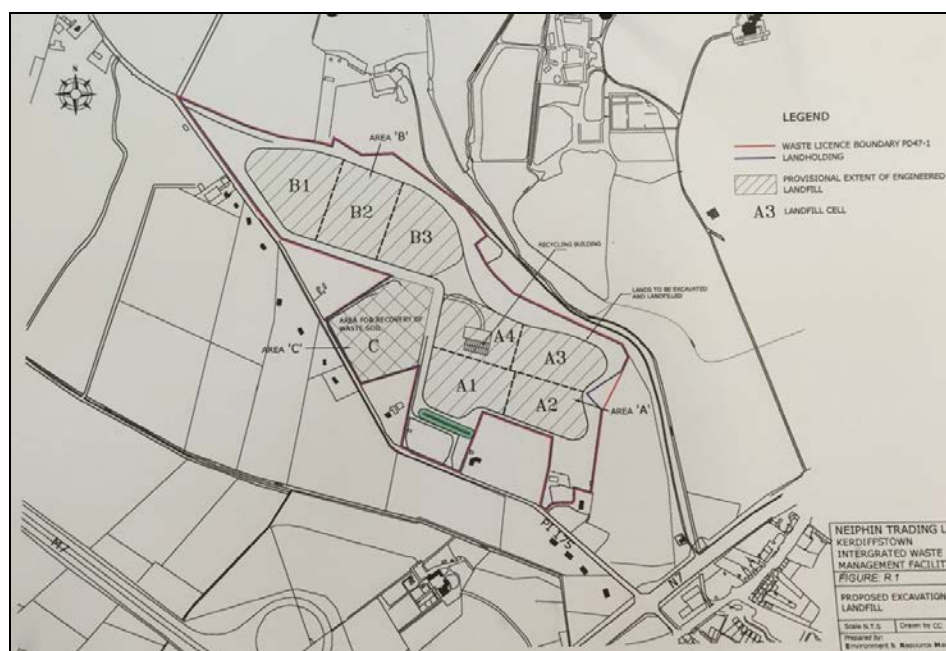 N
LEGEND
WASTE LICENCE BOUNDARY PD47-1
LANDHOLDING
PROVISIONAL EXTENT OF ENGINEERED
LANDFILL
A3 LANDFILL CELL
AREA 'B'
B1
B2
B3
RECYCLING BUILDING
LANDS TO BE EXCAVATED
AND LANDFILLED
AREA FOR RECOVERY OF
WASTE SOIL
C
AREA 'C'
A4
A3
A1
A2
AREA 'A'
M7
N7
NEIPHIN TRADING L
KERDIFFSTOWN
INTERGRATED WASTE
MANAGEMENT FACILIT
FIGURE: R.1
PROPOSED EXCAVATION
LANDFILL
Scale N.T.S Drawn by CC
Prepared by:
Environment & Resource Ma